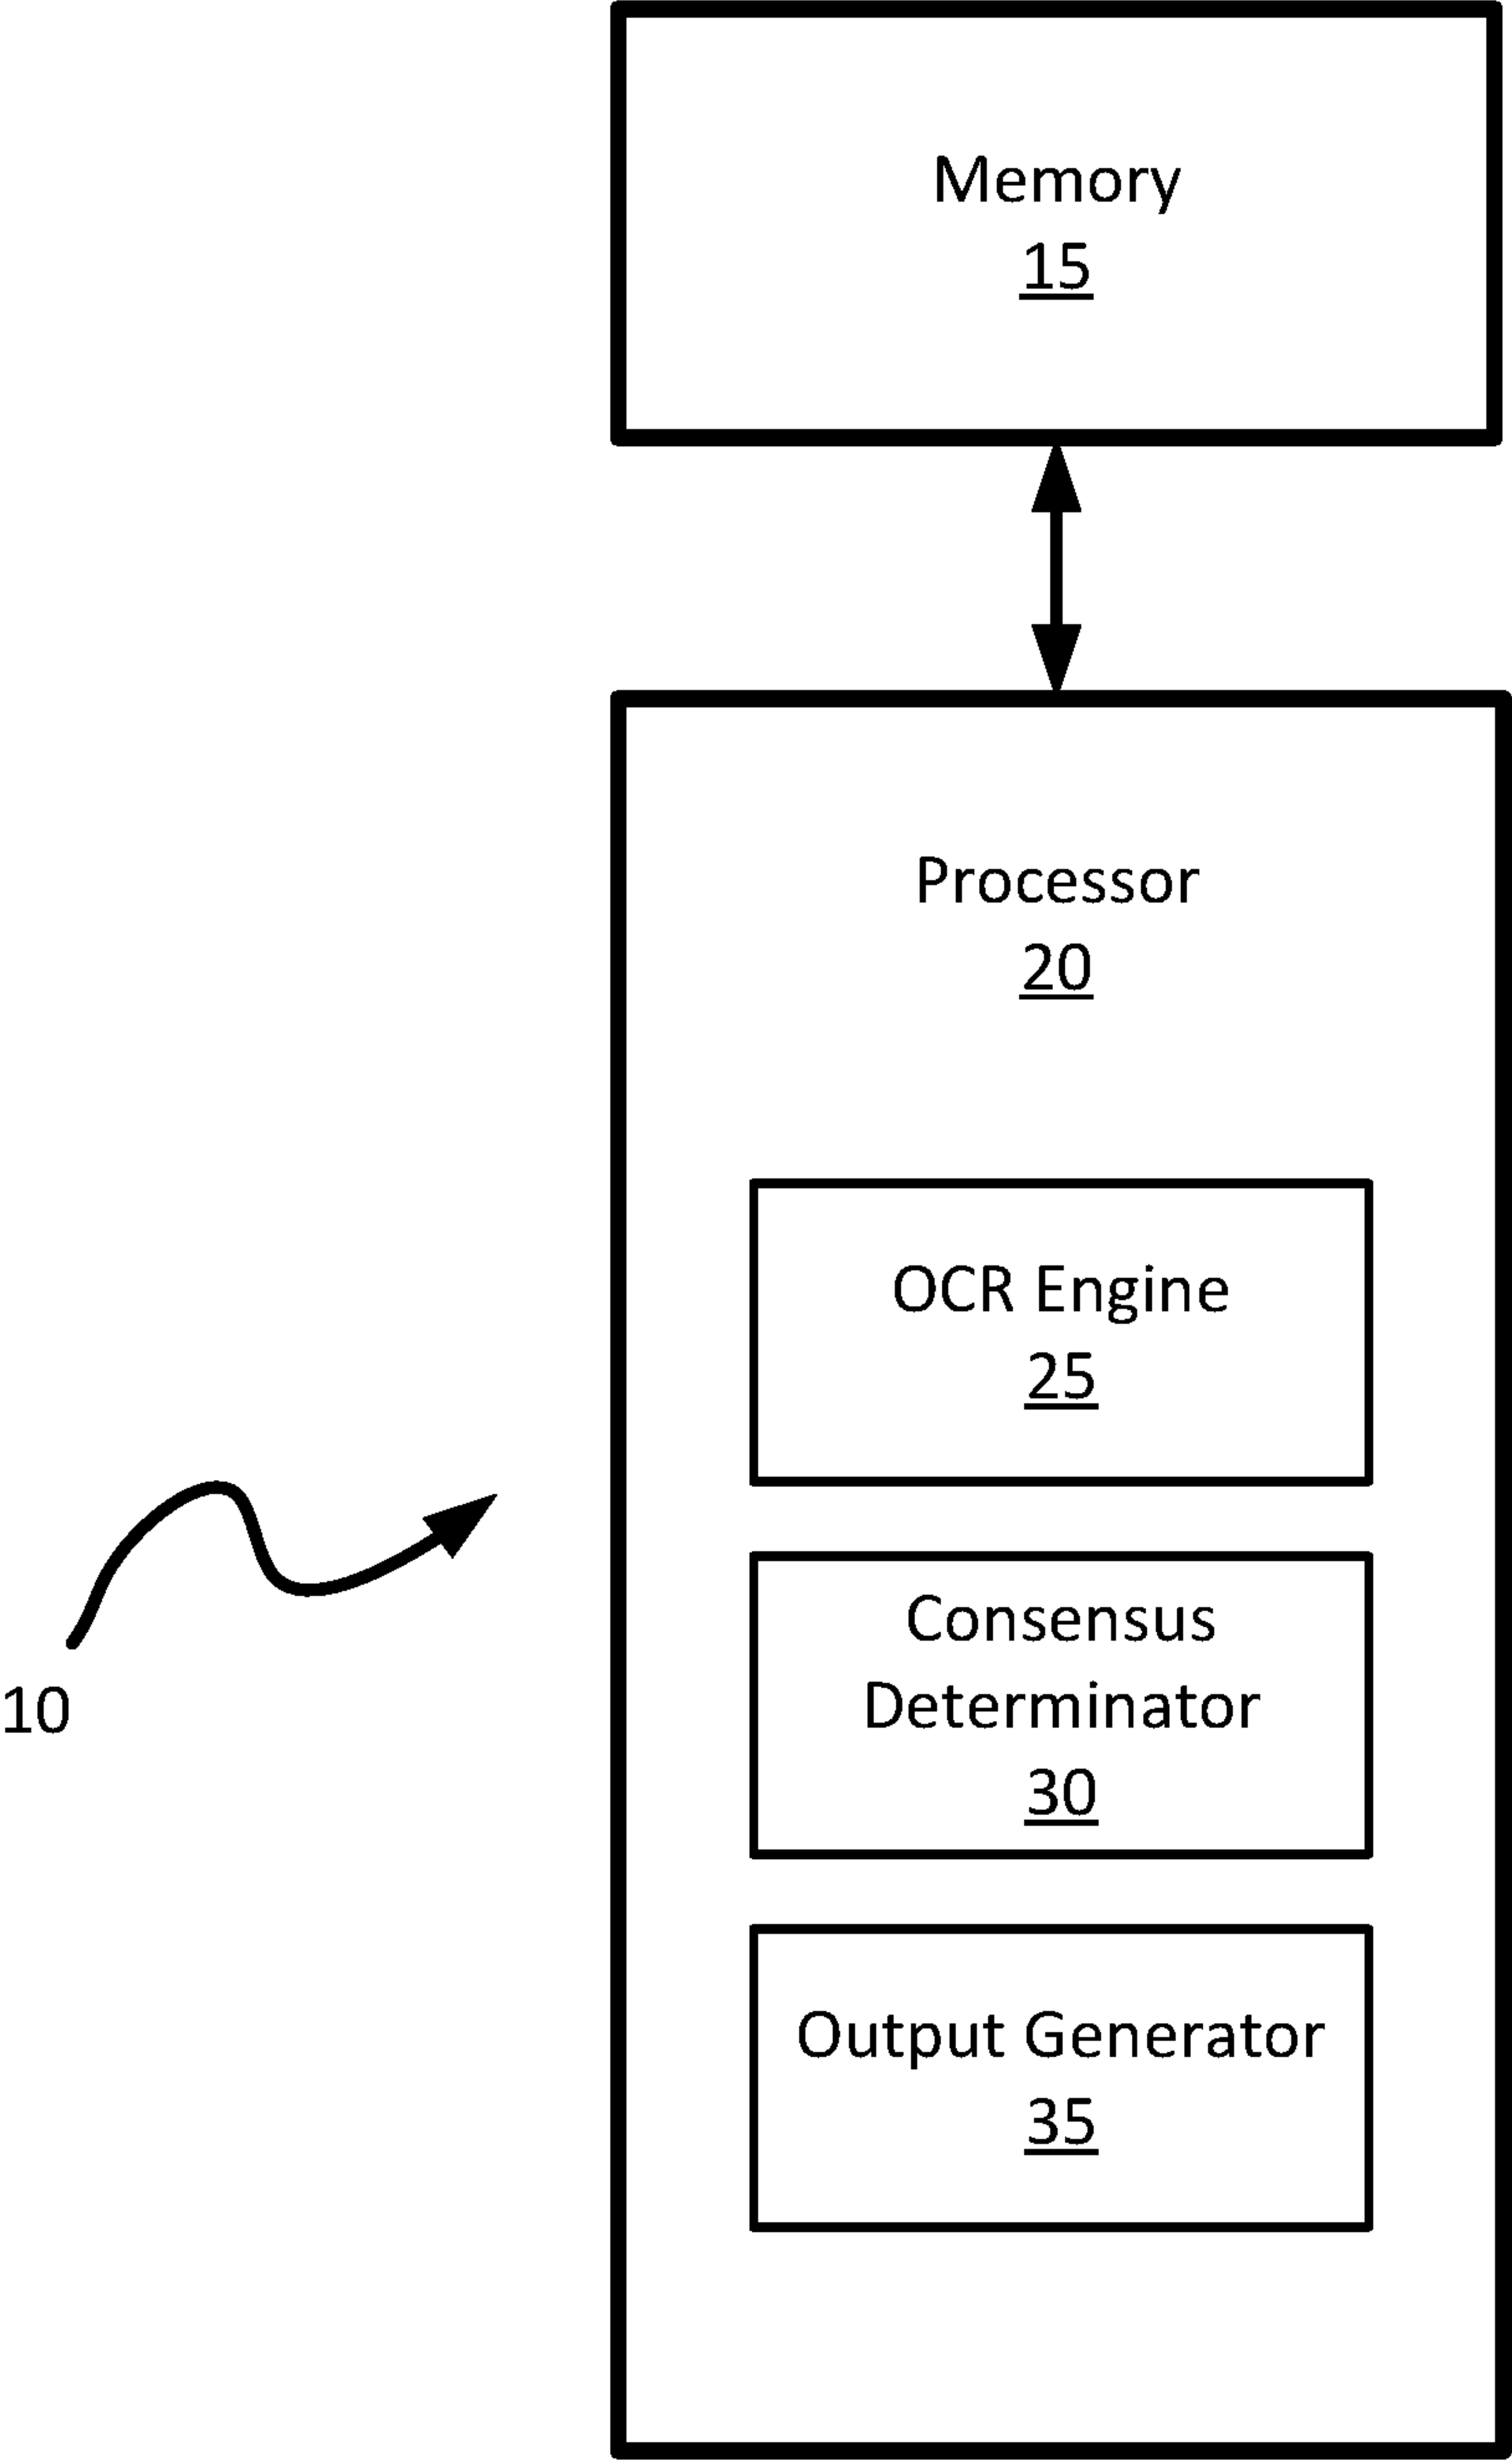 Memory
15
Processor
20
OCR Engine
25
Consensus
Determinator
30
10
Output Generator
35